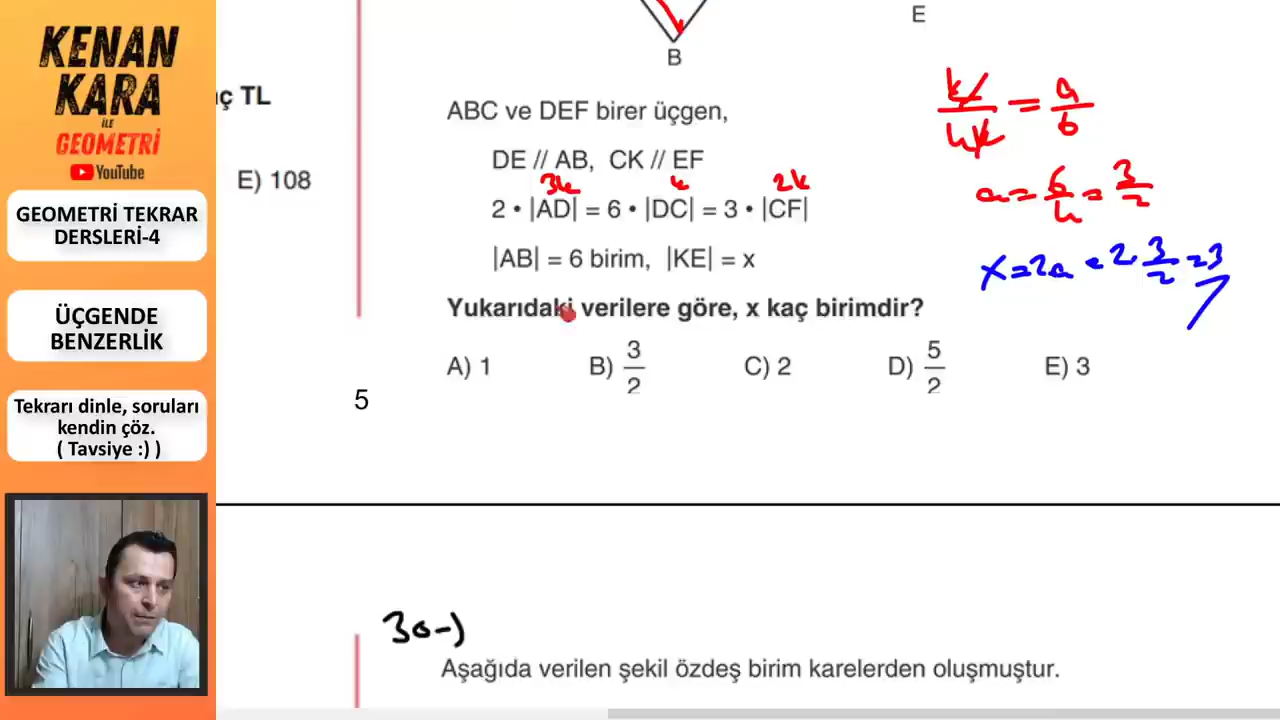 KENAN
KARA
İLE
GEOMETRİ
YouTube
GEOMETRİ TEKRAR
DERSLERİ-4
ÜÇGENDE
BENZERLİK
Tekrarı dinle, soruları
kendin çöz.
( Tavsiye :) )
ç TL
E) 108
B
E
ABC ve DEF birer üçgen,
DE // AB, CK // EF
3k k 2k
2 • |AD| = 6 • |DC| = 3 • |CF|
|AB| = 6 birim, |KE| = x
Yukarıdaki verilere göre, x kaç birimdir?
A) 1 B) 3/2 C) 2 D) 5/2 E) 3
k/4k = a/6
a = 6/4 = 3/2
x = 2a = 2 3/2 = 3
5
30-)
Aşağıda verilen şekil özdeş birim karelerden oluşmuştur.